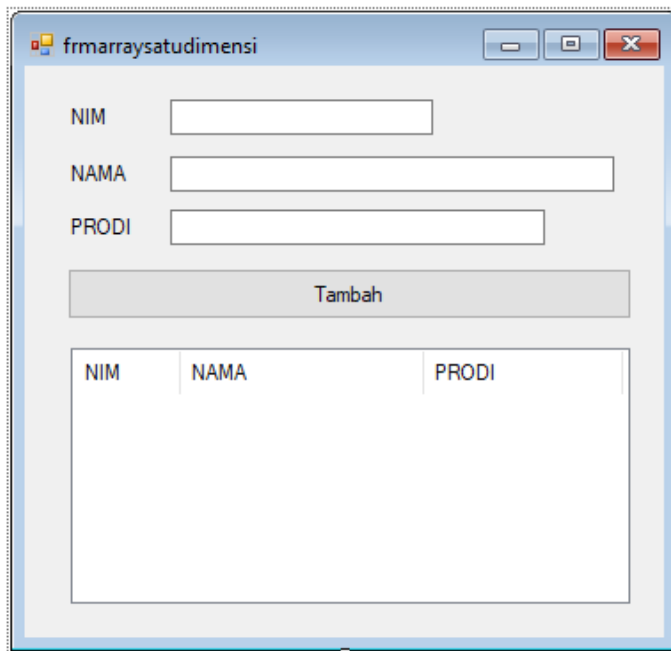 frmarraysatudimensi
NIM
NAMA
PRODI
Tambah
NIM NAMA PRODI